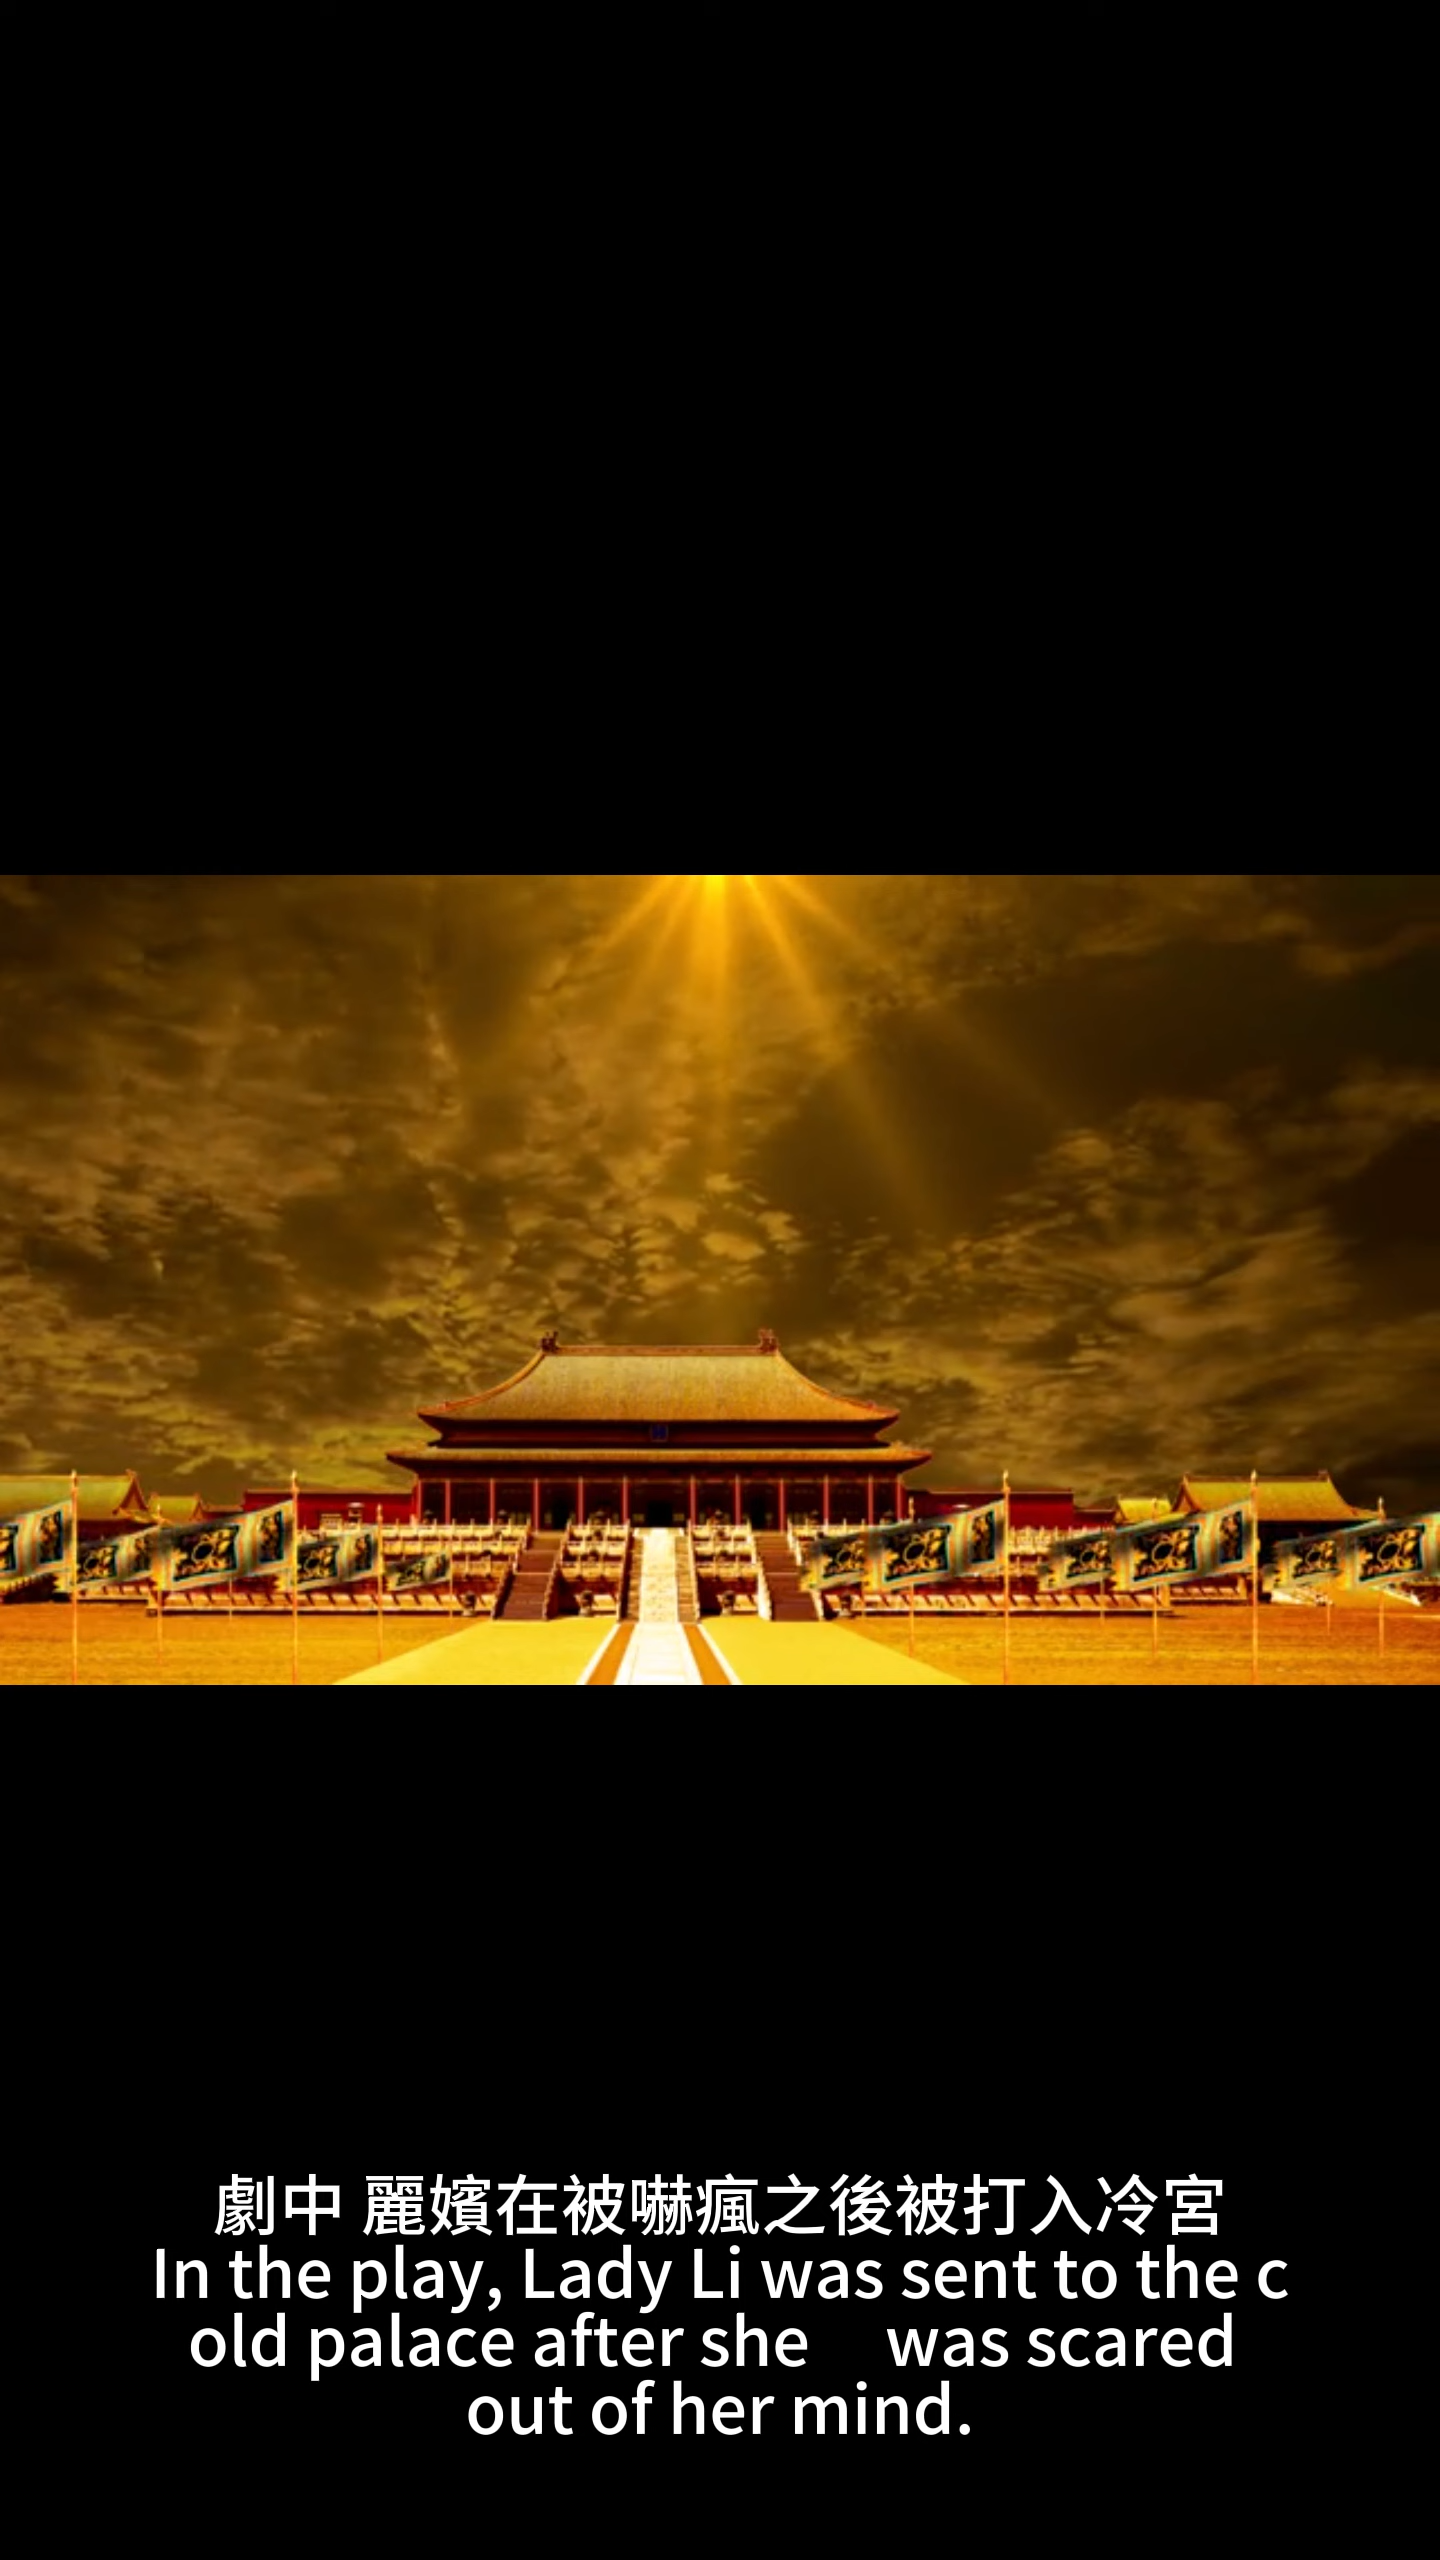 劇中 麗嬪在被嚇瘋之後被打入冷宮
In the play, Lady Li was sent to the c
old palace after she was scared
out of her mind.